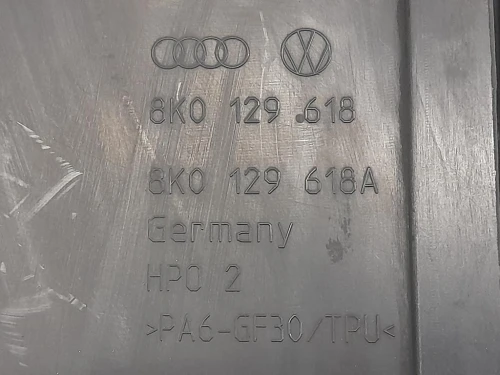 8K0 129 618
8K0 129 618A
Germany
HPO 2
>PA6-GF30/TPU<